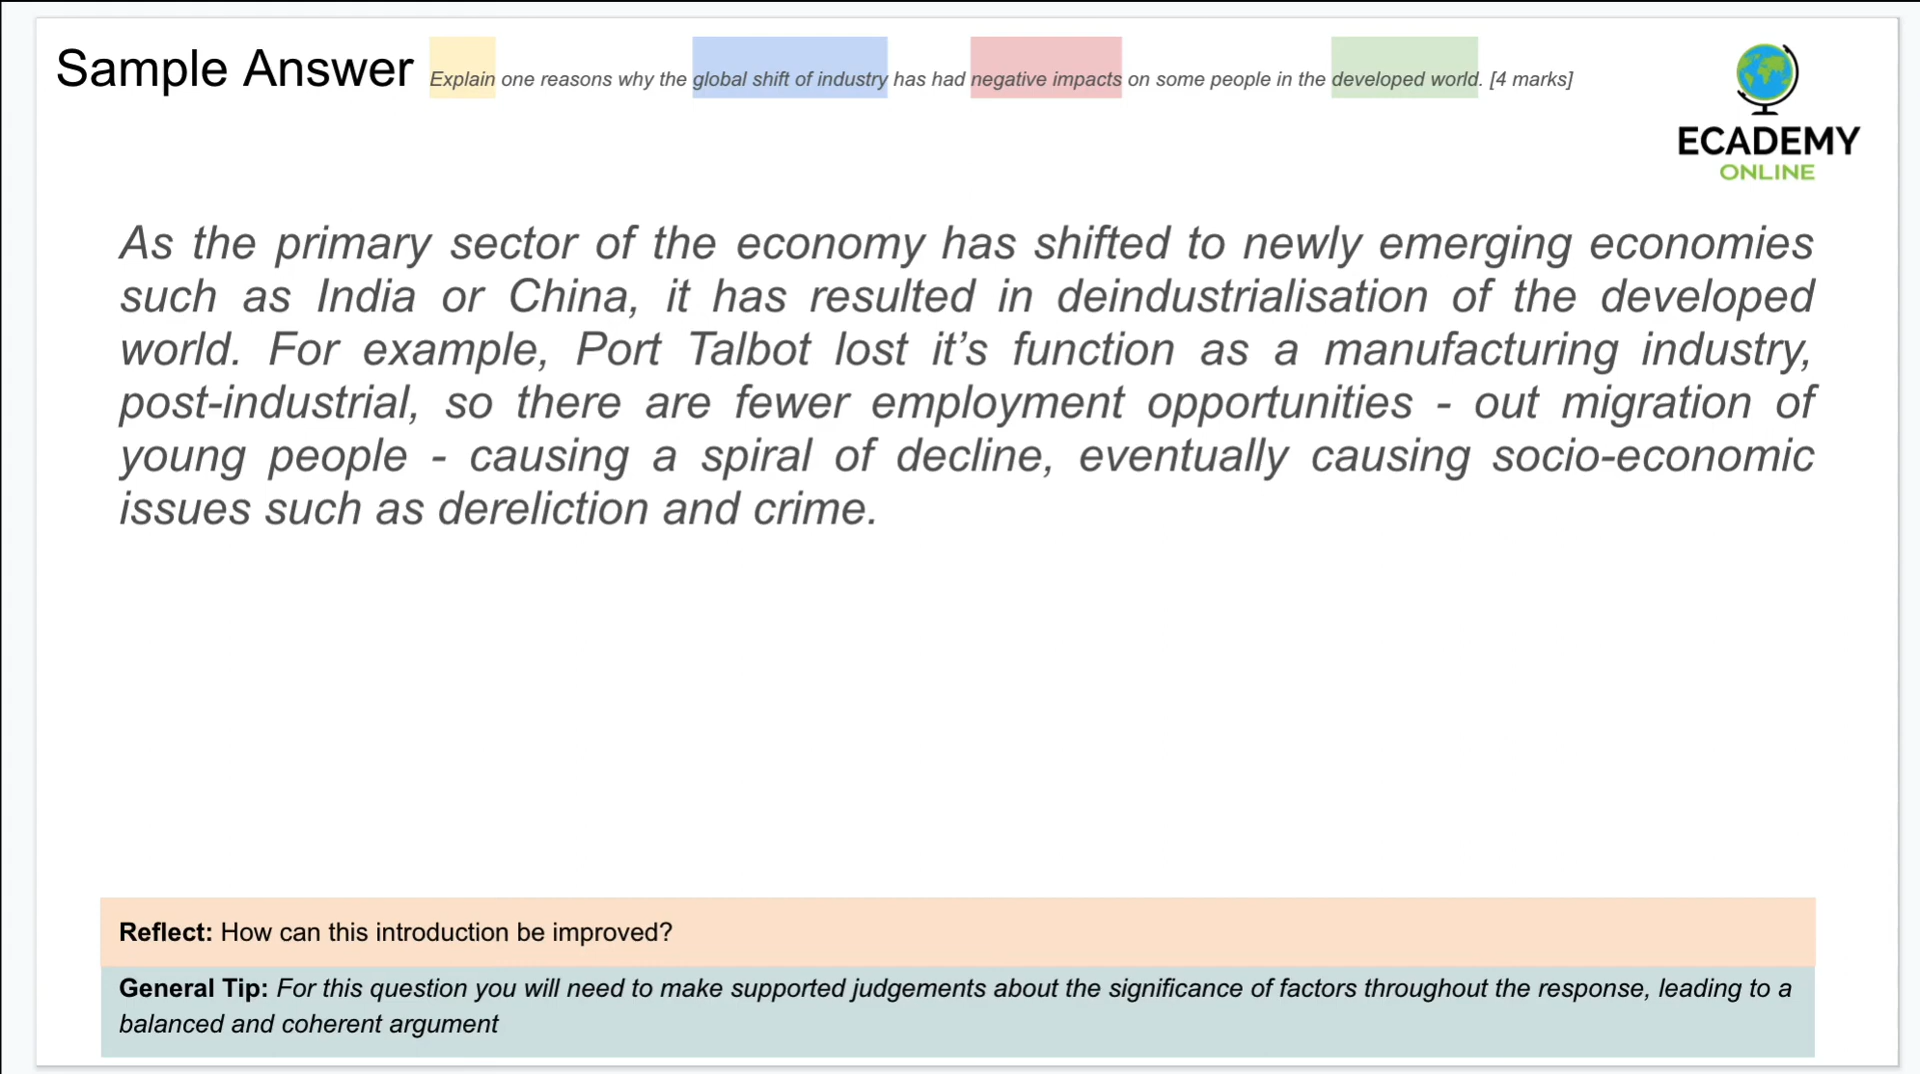 Sample Answer Explain one reasons why the global shift of industry has had negative impacts on some people in the developed world. [4 marks]
ECADEMY
ONLINE
As the primary sector of the economy has shifted to newly emerging economies
such as India or China, it has resulted in deindustrialisation of the developed
world. For example, Port Talbot lost it’s function as a manufacturing industry,
post-industrial, so there are fewer employment opportunities - out migration of
young people - causing a spiral of decline, eventually causing socio-economic
issues such as dereliction and crime.
Reflect: How can this introduction be improved?
General Tip: For this question you will need to make supported judgements about the significance of factors throughout the response, leading to a
balanced and coherent argument